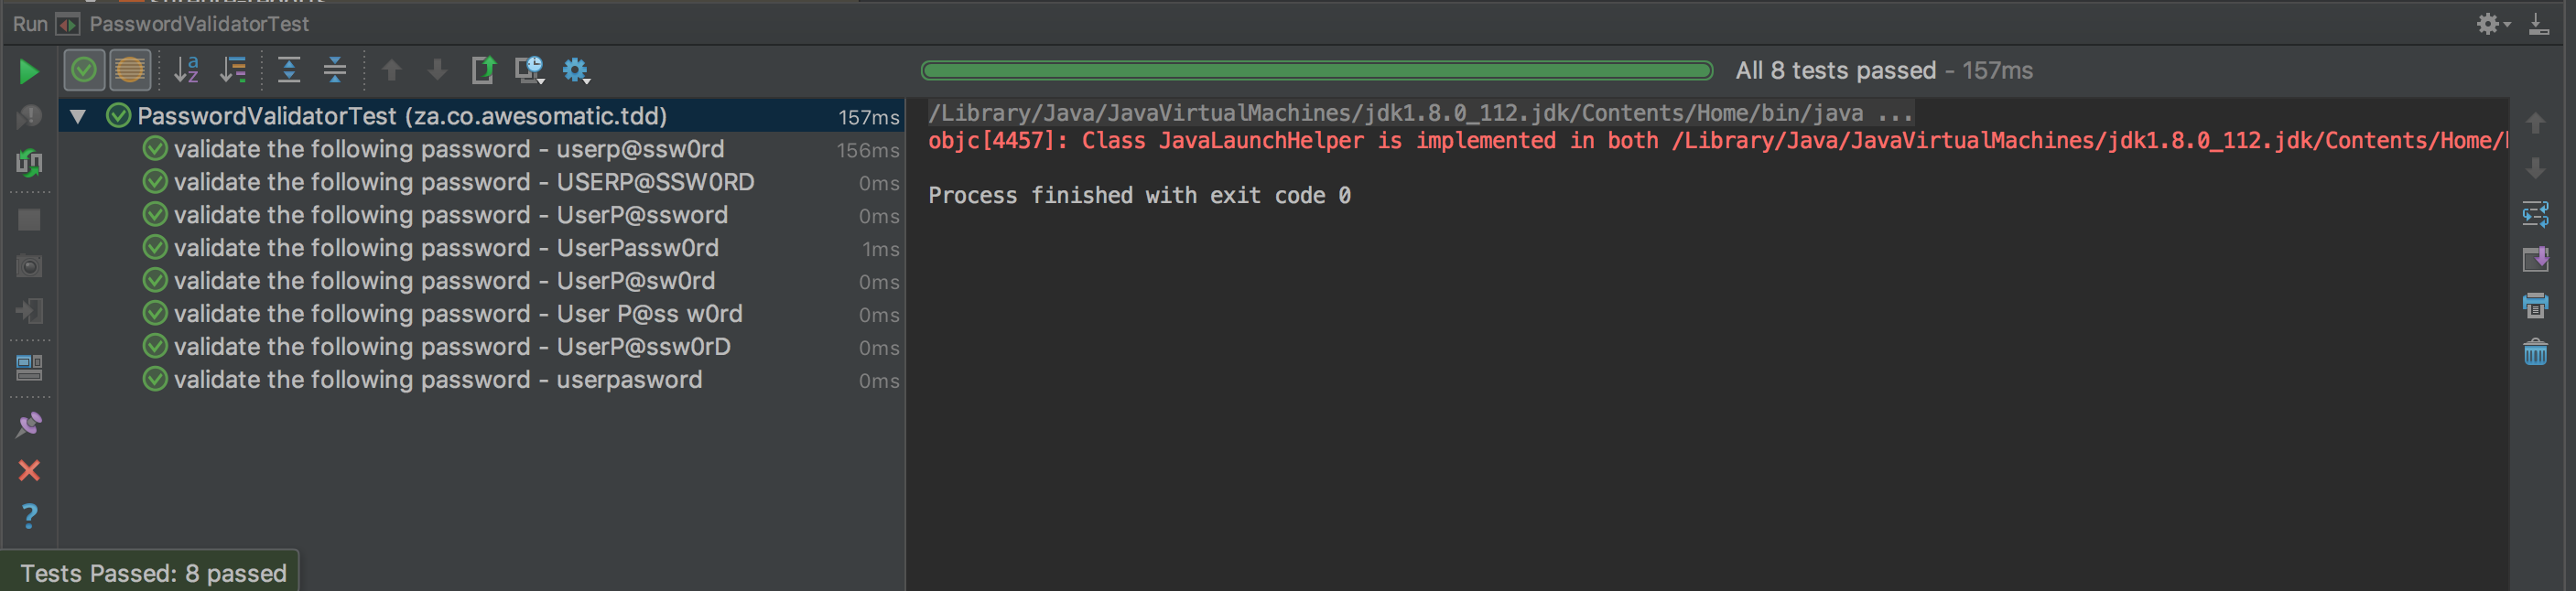 Run PasswordValidatorTest
All 8 tests passed - 157ms
PasswordValidatorTest (za.co.awesomatic.tdd) 157ms
validate the following password - userp@ssw0rd 156ms
validate the following password - USERP@SSW0RD 0ms
validate the following password - UserP@ssword 0ms
validate the following password - UserPassw0rd 1ms
validate the following password - UserP@sw0rd 0ms
validate the following password - User P@ss w0rd 0ms
validate the following password - UserP@ssw0rD 0ms
validate the following password - userpasword 0ms
/Library/Java/JavaVirtualMachines/jdk1.8.0_112.jdk/Contents/Home/bin/java ...
objc[4457]: Class JavaLaunchHelper is implemented in both /Library/Java/JavaVirtualMachines/jdk1.8.0_112.jdk/Contents/Home/
Process finished with exit code 0
Tests Passed: 8 passed